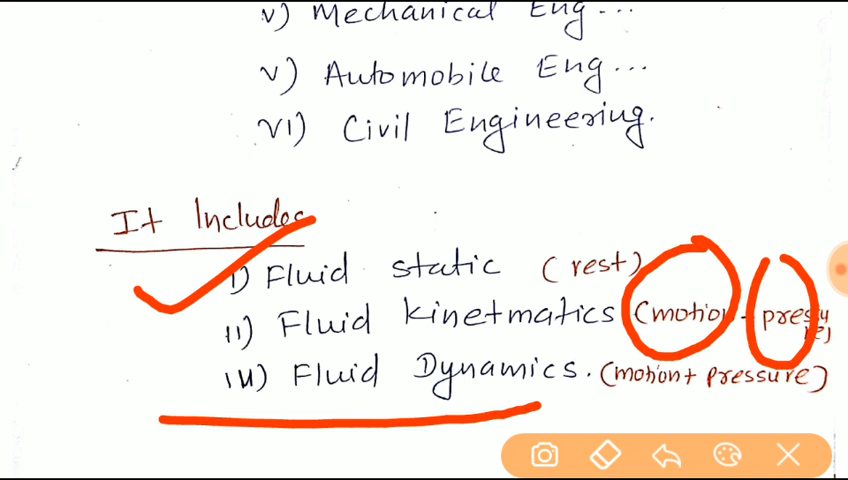 v) Mechanical Eng...
v) Automobile Eng...
VI) Civil Engineering.
It Includes
i) Fluid static (rest)
ii) Fluid kinetmatics (motion - pressure)
iii) Fluid Dynamics. (motion + pressure)